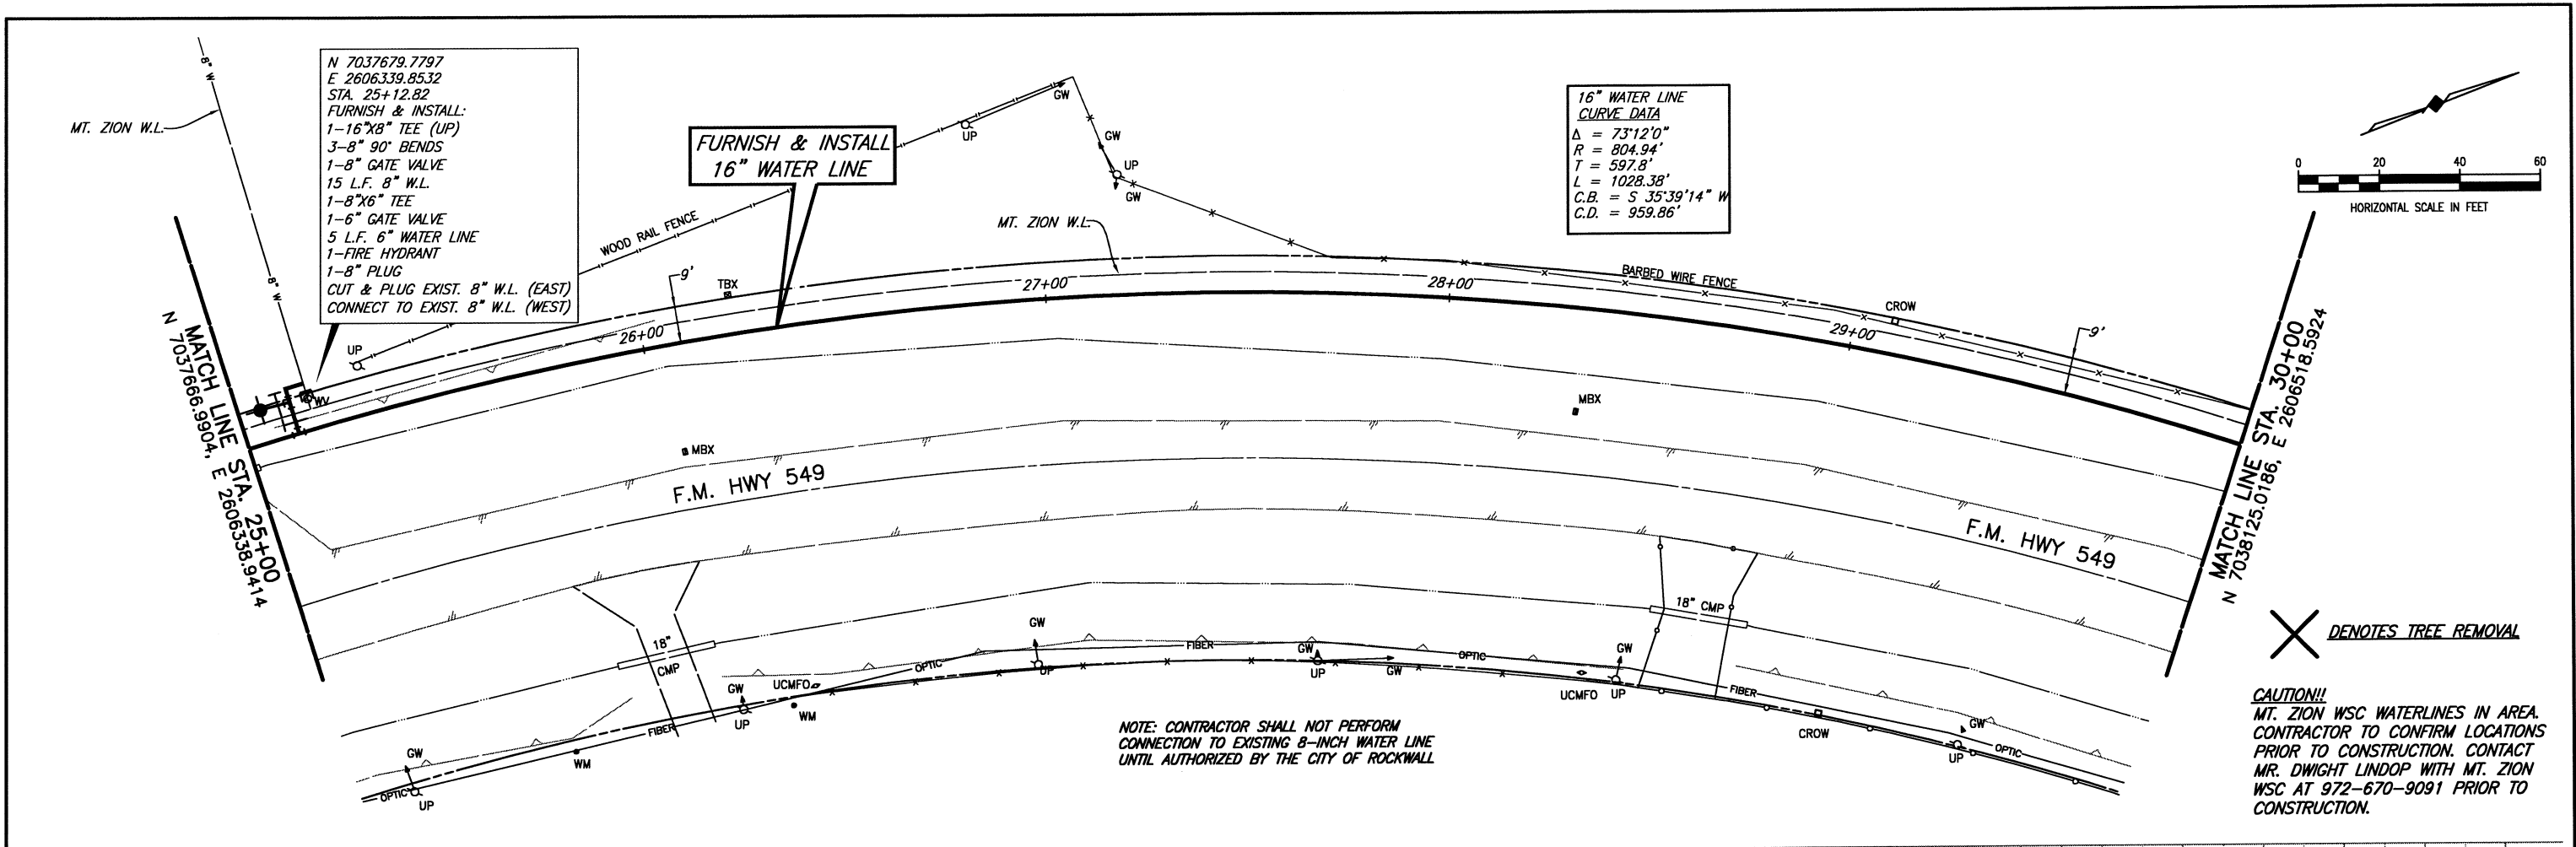 8" W
8" W
MT. ZION W.L.
N 7037679.7797
E 2606339.8532
STA. 25+12.82
FURNISH & INSTALL:
1-16"X8" TEE (UP)
3-8" 90° BENDS
1-8" GATE VALVE
15 L.F. 8" W.L.
1-8"X6" TEE
1-6" GATE VALVE
5 L.F. 6" WATER LINE
1-FIRE HYDRANT
1-8" PLUG
CUT & PLUG EXIST. 8" W.L. (EAST)
CONNECT TO EXIST. 8" W.L. (WEST)
FURNISH & INSTALL
16" WATER LINE
WOOD RAIL FENCE
UP
GW
GW
UP
GW
MT. ZION W.L.
16" WATER LINE
CURVE DATA
Δ = 73°12'0"
R = 804.94'
T = 597.8'
L = 1028.38'
C.B. = S 35°39'14" W
C.D. = 959.86'
0 20 40 60
HORIZONTAL SCALE IN FEET
UP
WV
TBX
9'
26+00
27+00
28+00
29+00
BARBED WIRE FENCE
CROW
9'
MATCH LINE STA. 25+00
N 7037666.9904, E 2606338.9414
MATCH LINE STA. 30+00
N 7038125.0186, E 2606518.5924
MBX
MBX
F.M. HWY 549
F.M. HWY 549
18"
CMP
18" CMP
GW
UP
OPTIC
WM
FIBER
GW
UP
UCMFO
WM
OPTIC
GW
UP
FIBER
GW
UP
GW
OPTIC
UCMFO
GW
UP
FIBER
CROW
GW
UP
OPTIC
NOTE: CONTRACTOR SHALL NOT PERFORM
CONNECTION TO EXISTING 8-INCH WATER LINE
UNTIL AUTHORIZED BY THE CITY OF ROCKWALL
DENOTES TREE REMOVAL
CAUTION!!
MT. ZION WSC WATERLINES IN AREA.
CONTRACTOR TO CONFIRM LOCATIONS
PRIOR TO CONSTRUCTION. CONTACT
MR. DWIGHT LINDOP WITH MT. ZION
WSC AT 972-670-9091 PRIOR TO
CONSTRUCTION.